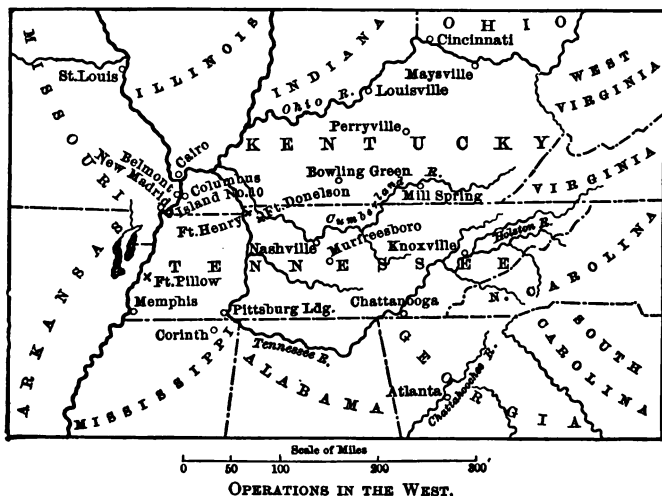 OHIO
Cincinnati
MISSOURI
ILLINOIS
INDIANA
WEST VIRGINIA
St. Louis
Maysville
Ohio R.
Louisville
Perryville
KENTUCKY
Cairo
Belmont
New Madrid
Columbus
Island No. 10
Bowling Green
Cumberland R.
Mill Spring
VIRGINIA
Ft. Henry
Ft. Donelson
Holston R.
Nashville
Murfreesboro
Knoxville
TENNESSEE
N. CAROLINA
ARKANSAS
Ft. Pillow
Memphis
Pittsburg Ldg.
Chattanooga
Corinth
Tennessee R.
MISSISSIPPI
ALABAMA
GEORGIA
SOUTH CAROLINA
Atlanta
Chattahoochee R.
Scale of Miles
0 50 100 200 300
OPERATIONS IN THE WEST.